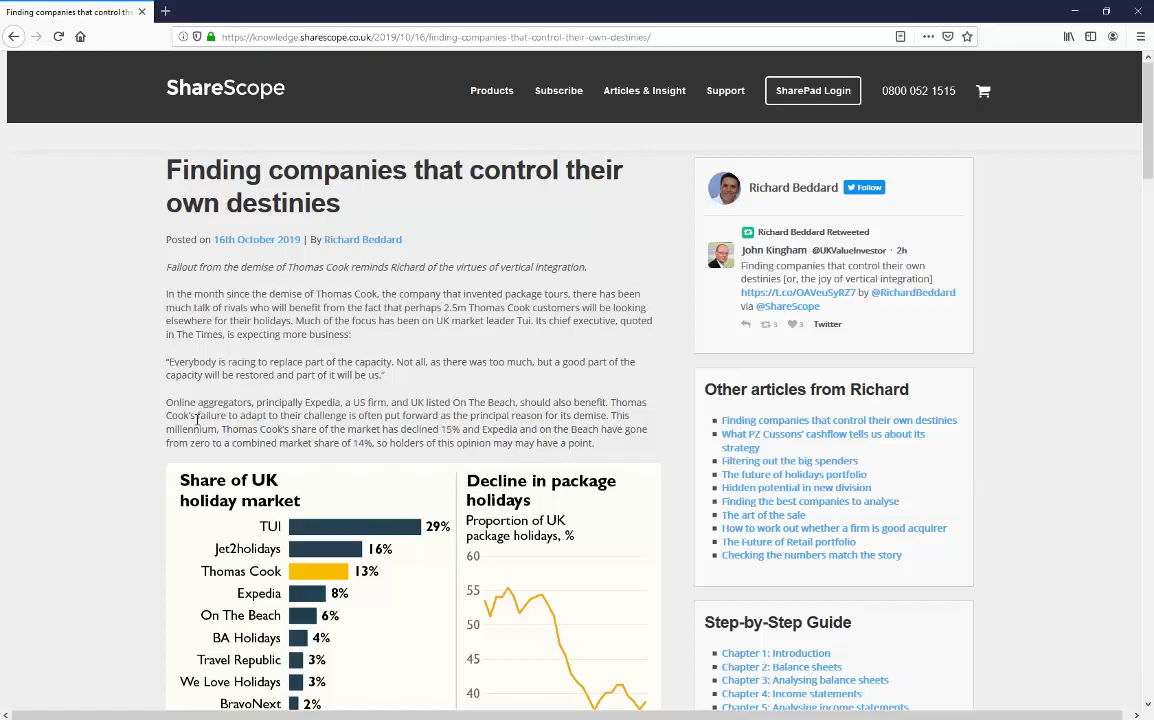 Finding companies that control the
https://knowledge.sharescope.co.uk/2019/10/16/finding-companies-that-control-their-own-destinies/
ShareScope
Products
Subscribe
Articles & Insight
Support
SharePad Login
0800 052 1515
Finding companies that control their
own destinies
Posted on 16th October 2019 | By Richard Beddard
Fallout from the demise of Thomas Cook reminds Richard of the virtues of vertical integration.
In the month since the demise of Thomas Cook, the company that invented package tours, there has been
much talk of rivals who will benefit from the fact that perhaps 2.5m Thomas Cook customers will be looking
elsewhere for their holidays. Much of the focus has been on UK market leader Tui. Its chief executive, quoted
in The Times, is expecting more business:
“Everybody is racing to replace part of the capacity. Not all, as there was too much, but a good part of the
capacity will be restored and part of it will be us.”
Online aggregators, principally Expedia, a US firm, and UK listed On The Beach, should also benefit. Thomas
Cook’s failure to adapt to their challenge is often put forward as the principal reason for its demise. This
millennium, Thomas Cook’s share of the market has declined 15% and Expedia and on the Beach have gone
from zero to a combined market share of 14%, so holders of this opinion may may have a point.
Share of UK
holiday market
TUI 29%
Jet2holidays 16%
Thomas Cook 13%
Expedia 8%
On The Beach 6%
BA Holidays 4%
Travel Republic 3%
We Love Holidays 3%
BravoNext 2%
Decline in package
holidays
Proportion of UK
package holidays, %
60
55
50
45
40
Richard Beddard
Follow
Richard Beddard Retweeted
John Kingham @UKValueInvestor · 2h
Finding companies that control their own
destinies [or, the joy of vertical integration]
https://t.co/OAVeuSyRZ7 by @RichardBeddard
via @ShareScope
3
3
Twitter
Other articles from Richard
Finding companies that control their own destinies
What PZ Cussons’ cashflow tells us about its
strategy
Filtering out the big spenders
The future of holidays portfolio
Hidden potential in new division
Finding the best companies to analyse
The art of the sale
How to work out whether a firm is good acquirer
The Future of Retail portfolio
Checking the numbers match the story
Step-by-Step Guide
Chapter 1: Introduction
Chapter 2: Balance sheets
Chapter 3: Analysing balance sheets
Chapter 4: Income statements
Chapter 5: Analysing income statements